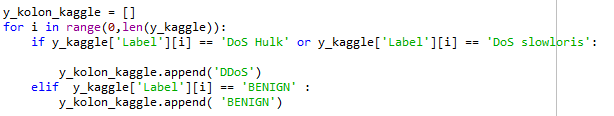 y_kolon_kaggle = []
for i in range(0,len(y_kaggle)):
    if y_kaggle['Label'][i] == 'DoS Hulk' or y_kaggle['Label'][i] == 'DoS slowloris':
        y_kolon_kaggle.append('DDoS')
    elif  y_kaggle['Label'][i] == 'BENIGN' :
        y_kolon_kaggle.append( 'BENIGN')